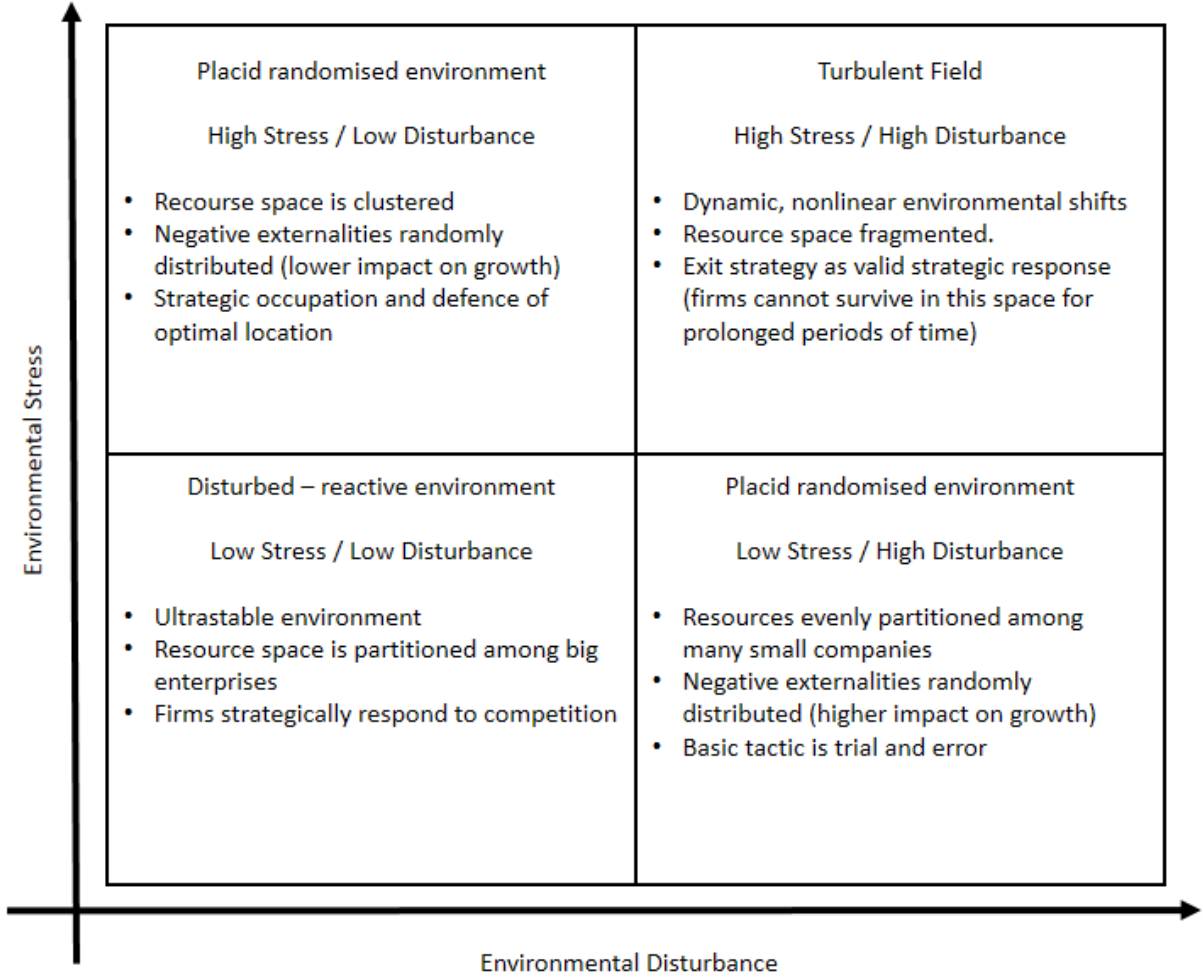 Environmental Stress
Placid randomised environment
High Stress / Low Disturbance
• Recourse space is clustered
• Negative externalities randomly
distributed (lower impact on growth)
• Strategic occupation and defence of
optimal location
Turbulent Field
High Stress / High Disturbance
• Dynamic, nonlinear environmental shifts
• Resource space fragmented.
• Exit strategy as valid strategic response
(firms cannot survive in this space for
prolonged periods of time)
Disturbed – reactive environment
Low Stress / Low Disturbance
• Ultrastable environment
• Resource space is partitioned among big
enterprises
• Firms strategically respond to competition
Placid randomised environment
Low Stress / High Disturbance
• Resources evenly partitioned among
many small companies
• Negative externalities randomly
distributed (higher impact on growth)
• Basic tactic is trial and error
Environmental Disturbance